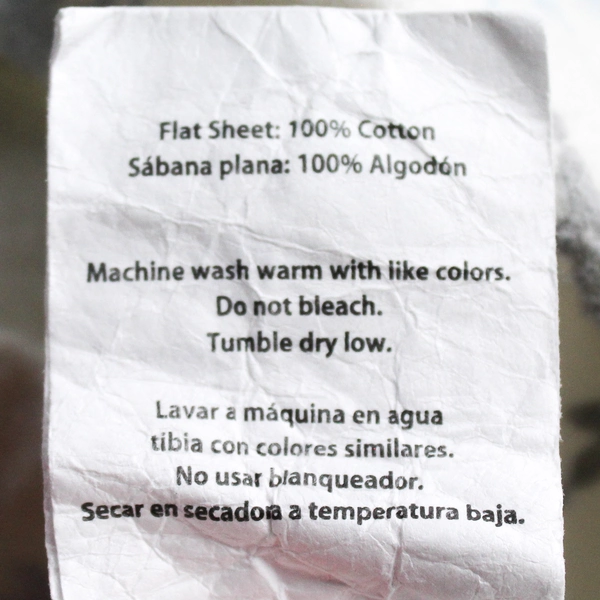 Flat Sheet: 100% Cotton
Sábana plana: 100% Algodón
Machine wash warm with like colors.
Do not bleach.
Tumble dry low.
Lavar a máquina en agua
tibia con colores similares.
No usar blanqueador.
Secar en secadora a temperatura baja.